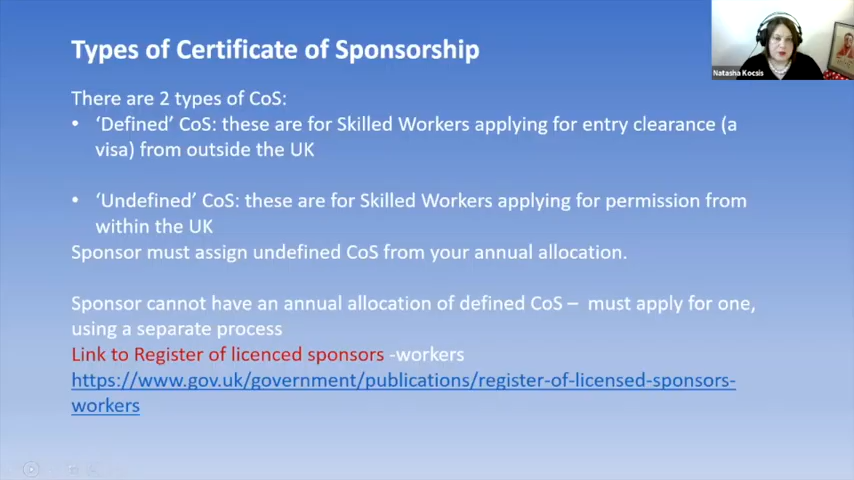 Types of Certificate of Sponsorship
Natasha Kocsis
There are 2 types of CoS:
• ‘Defined’ CoS: these are for Skilled Workers applying for entry clearance (a
visa) from outside the UK
• ‘Undefined’ CoS: these are for Skilled Workers applying for permission from
within the UK
Sponsor must assign undefined CoS from your annual allocation.
Sponsor cannot have an annual allocation of defined CoS – must apply for one,
using a separate process
Link to Register of licenced sponsors -workers
https://www.gov.uk/government/publications/register-of-licensed-sponsors-
workers